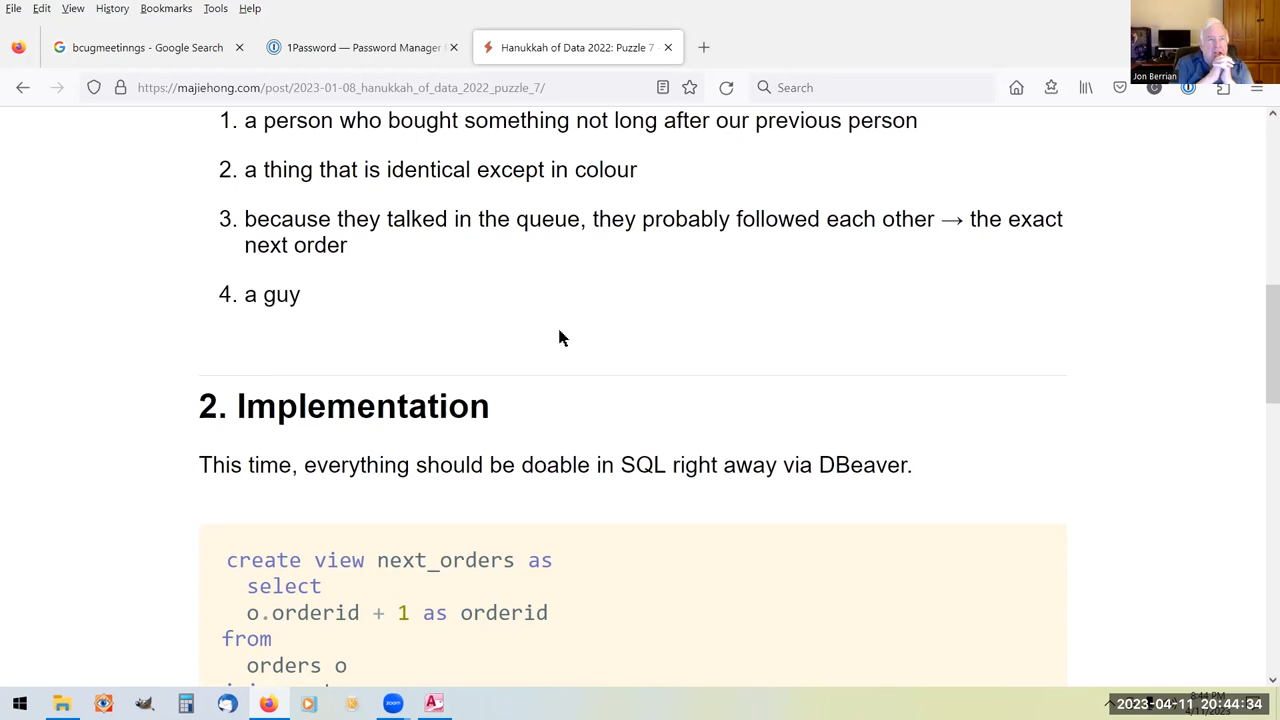 File Edit View History Bookmarks Tools Help
bcugmeetinngs - Google Search
1Password — Password Manager f
Hanukkah of Data 2022: Puzzle 7
https://majiehong.com/post/2023-01-08_hanukkah_of_data_2022_puzzle_7/
Search
Jon Berrian
1. a person who bought something not long after our previous person
2. a thing that is identical except in colour
3. because they talked in the queue, they probably followed each other → the exact
next order
4. a guy
2. Implementation
This time, everything should be doable in SQL right away via DBeaver.
create view next_orders as
select
o.orderid + 1 as orderid
from
orders o
zoom
8:44 PM
2023-04-11 20:44:34